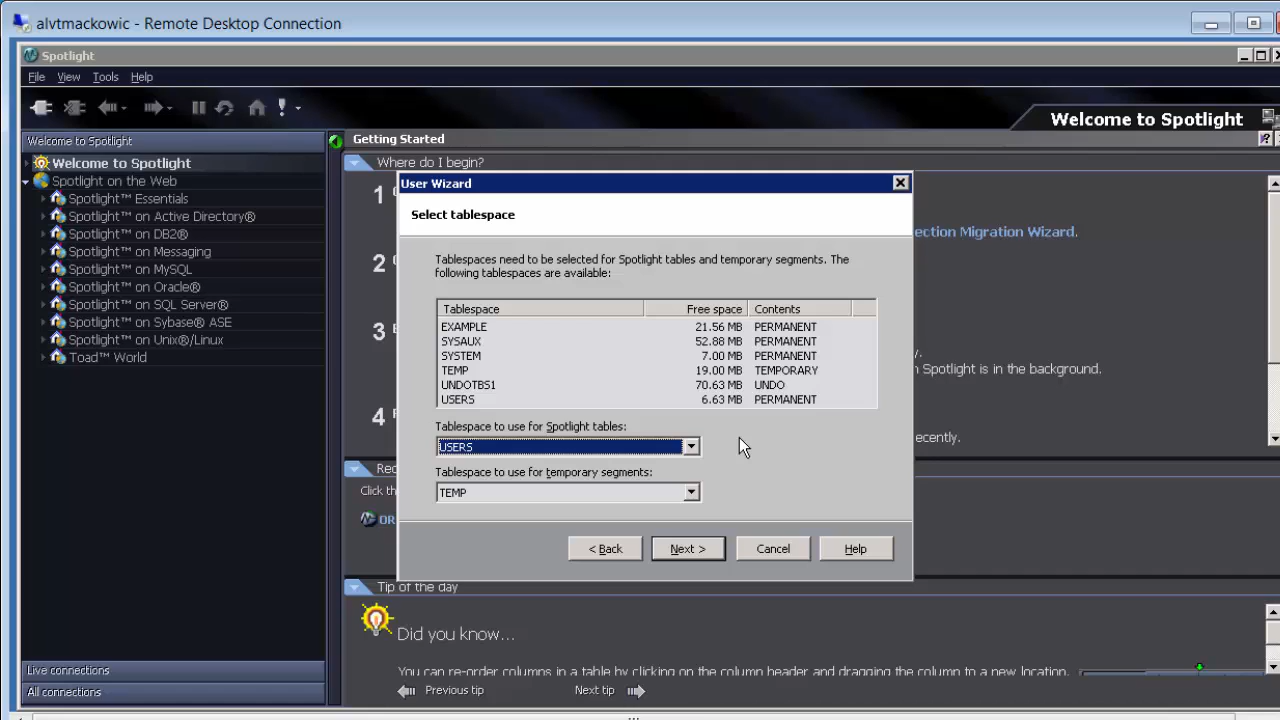 alvtmackowic - Remote Desktop Connection
Spotlight
File View Tools Help
Welcome to Spotlight
Welcome to Spotlight
Getting Started
Welcome to Spotlight
Spotlight on the Web
Spotlight™ Essentials
Spotlight™ on Active Directory®
Spotlight™ on DB2®
Spotlight™ on Messaging
Spotlight™ on MySQL
Spotlight™ on Oracle®
Spotlight™ on SQL Server®
Spotlight™ on Sybase® ASE
Spotlight™ on Unix®/Linux
Toad™ World
Live connections
All connections
Where do I begin?
1
ection Migration Wizard.
2
3
n Spotlight is in the background.
4
ecently.
User Wizard
Select tablespace
Tablespaces need to be selected for Spotlight tables and temporary segments. The
following tablespaces are available:
Tablespace Free space Contents
EXAMPLE 21.56 MB PERMANENT
SYSAUX 52.88 MB PERMANENT
SYSTEM 7.00 MB PERMANENT
TEMP 19.00 MB TEMPORARY
UNDOTBS1 70.63 MB UNDO
USERS 6.63 MB PERMANENT
Tablespace to use for Spotlight tables:
USERS
Tablespace to use for temporary segments:
TEMP
< Back Next > Cancel Help
Rec
Click th
OR
Tip of the day
Did you know...
You can re-order columns in a table by clicking on the column header and dragging the column to a new location.
Previous tip Next tip